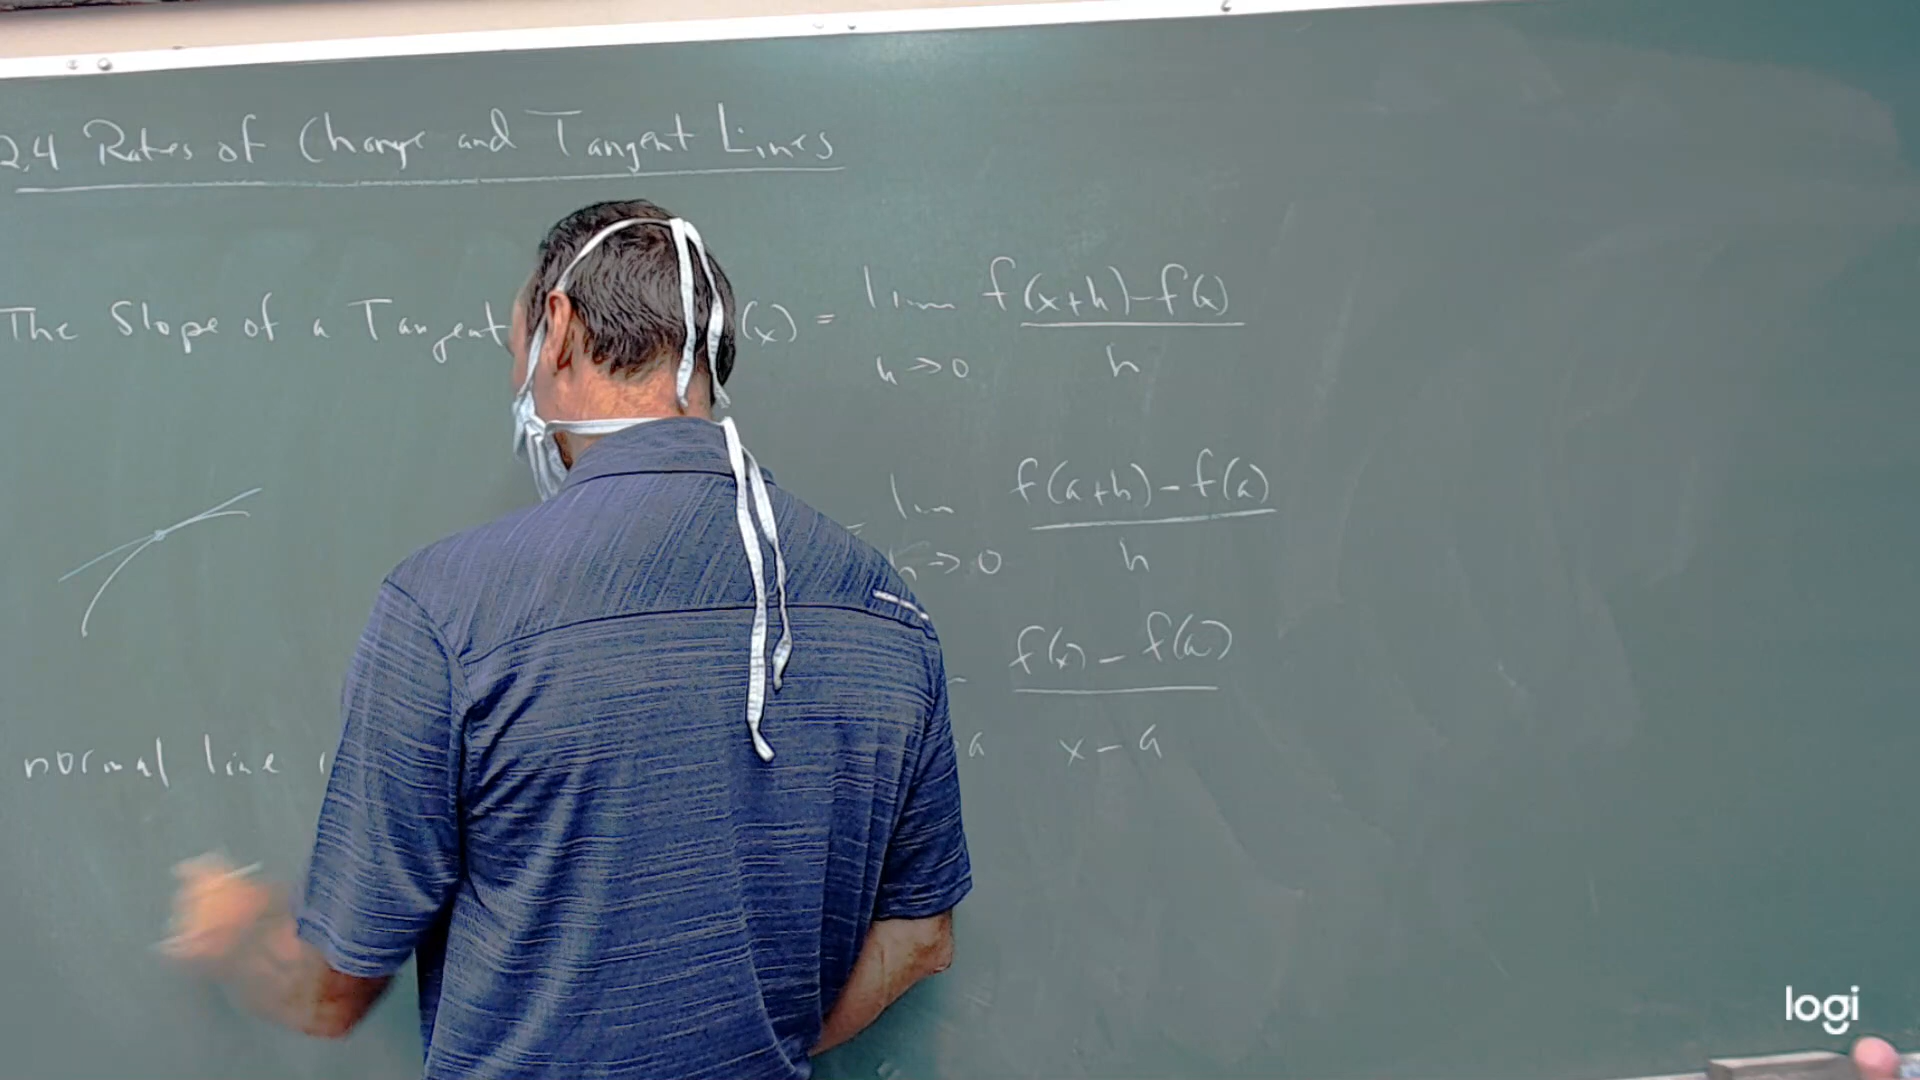 2.4 Rates of Change and Tangent Lines
The Slope of a Tangent (x) = lim f(x+h)-f(x)
h→0 h
= lim f(a+h)-f(a)
h→0 h
f(x) - f(a)
a x-a
normal line
logi